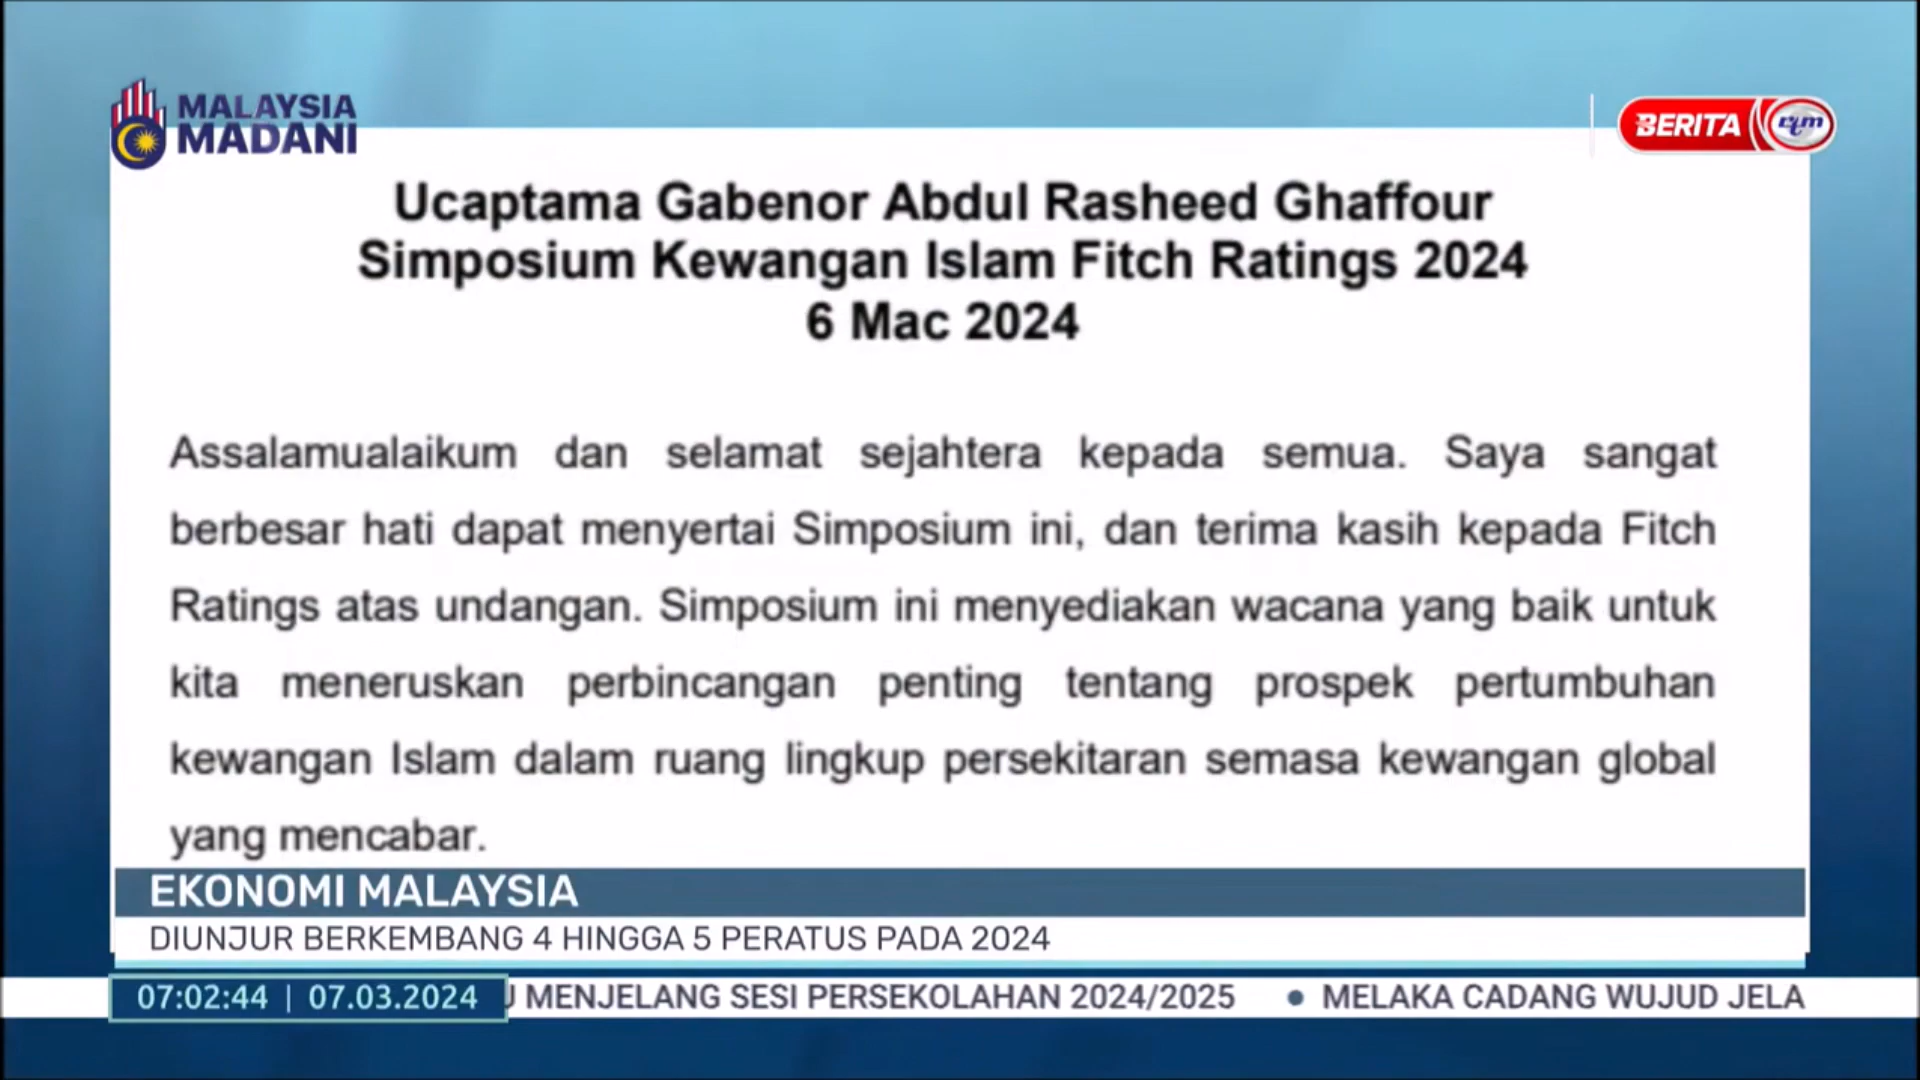 MALAYSIA
MADANI
BERITA rtm
Ucaptama Gabenor Abdul Rasheed Ghaffour
Simposium Kewangan Islam Fitch Ratings 2024
6 Mac 2024
Assalamualaikum dan selamat sejahtera kepada semua. Saya sangat
berbesar hati dapat menyertai Simposium ini, dan terima kasih kepada Fitch
Ratings atas undangan. Simposium ini menyediakan wacana yang baik untuk
kita meneruskan perbincangan penting tentang prospek pertumbuhan
kewangan Islam dalam ruang lingkup persekitaran semasa kewangan global
yang mencabar.
EKONOMI MALAYSIA
DIUNJUR BERKEMBANG 4 HINGGA 5 PERATUS PADA 2024
07:02:44 | 07.03.2024 MENJELANG SESI PERSEKOLAHAN 2024/2025 • MELAKA CADANG WUJUD JELA